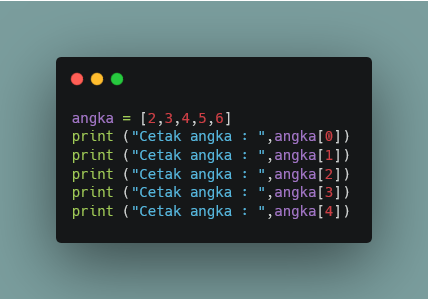 angka = [2,3,4,5,6]
print ("Cetak angka : ",angka[0])
print ("Cetak angka : ",angka[1])
print ("Cetak angka : ",angka[2])
print ("Cetak angka : ",angka[3])
print ("Cetak angka : ",angka[4])